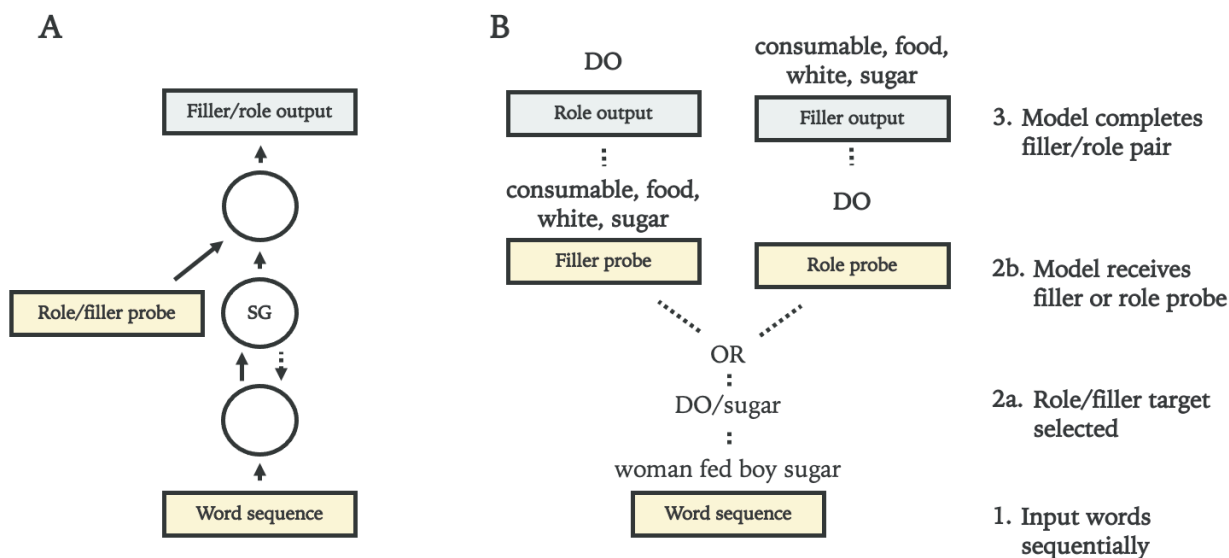 A
Filler/role output
Role/filler probe
SG
Word sequence
B
DO
Role output
consumable, food,
white, sugar
Filler probe
consumable, food,
white, sugar
Filler output
DO
Role probe
OR
DO/sugar
woman fed boy sugar
Word sequence
3. Model completes
filler/role pair
2b. Model receives
filler or role probe
2a. Role/filler target
selected
1. Input words
sequentially